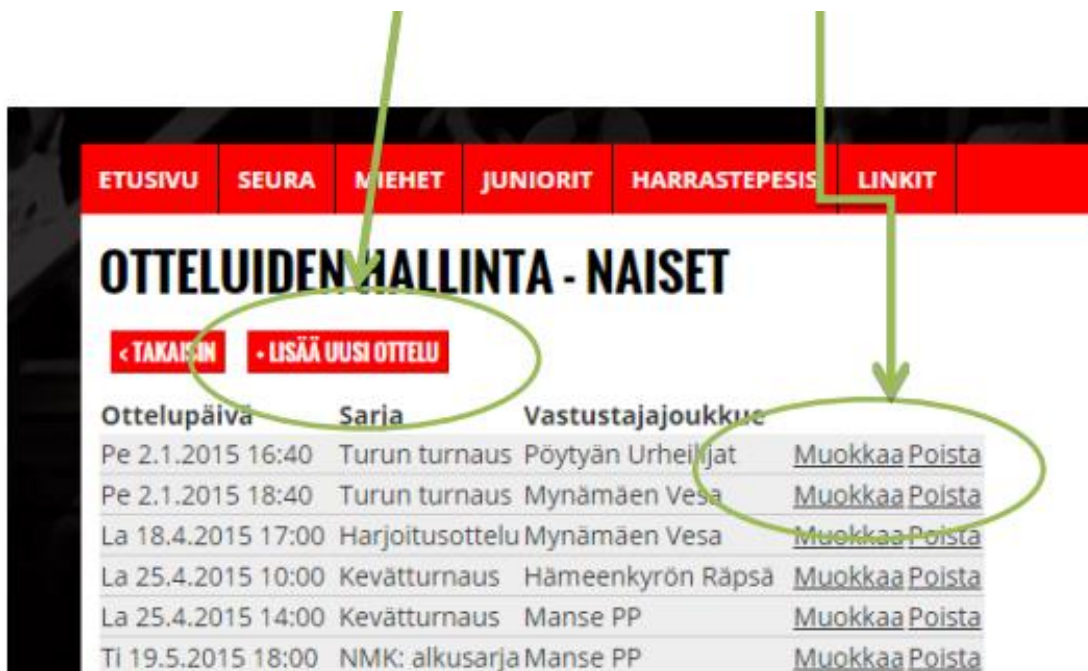 ETUSIVU SEURA MIEHET JUNIORIT HARRASTEPESIS LINKIT
OTTELUIDEN HALLINTA - NAISET
< TAKAISIN + LISÄÄ UUSI OTTELU
Ottelupäivä Sarja Vastustajajoukkue
Pe 2.1.2015 16:40 Turun turnaus Pöytyän Urheilijat Muokkaa Poista
Pe 2.1.2015 18:40 Turun turnaus Mynämäen Vesa Muokkaa Poista
La 18.4.2015 17:00 Harjoitusottelu Mynämäen Vesa Muokkaa Poista
La 25.4.2015 10:00 Kevätturnaus Hämeenkyrön Räpsä Muokkaa Poista
La 25.4.2015 14:00 Kevätturnaus Manse PP Muokkaa Poista
Ti 19.5.2015 18:00 NMK: alkusarja Manse PP Muokkaa Poista